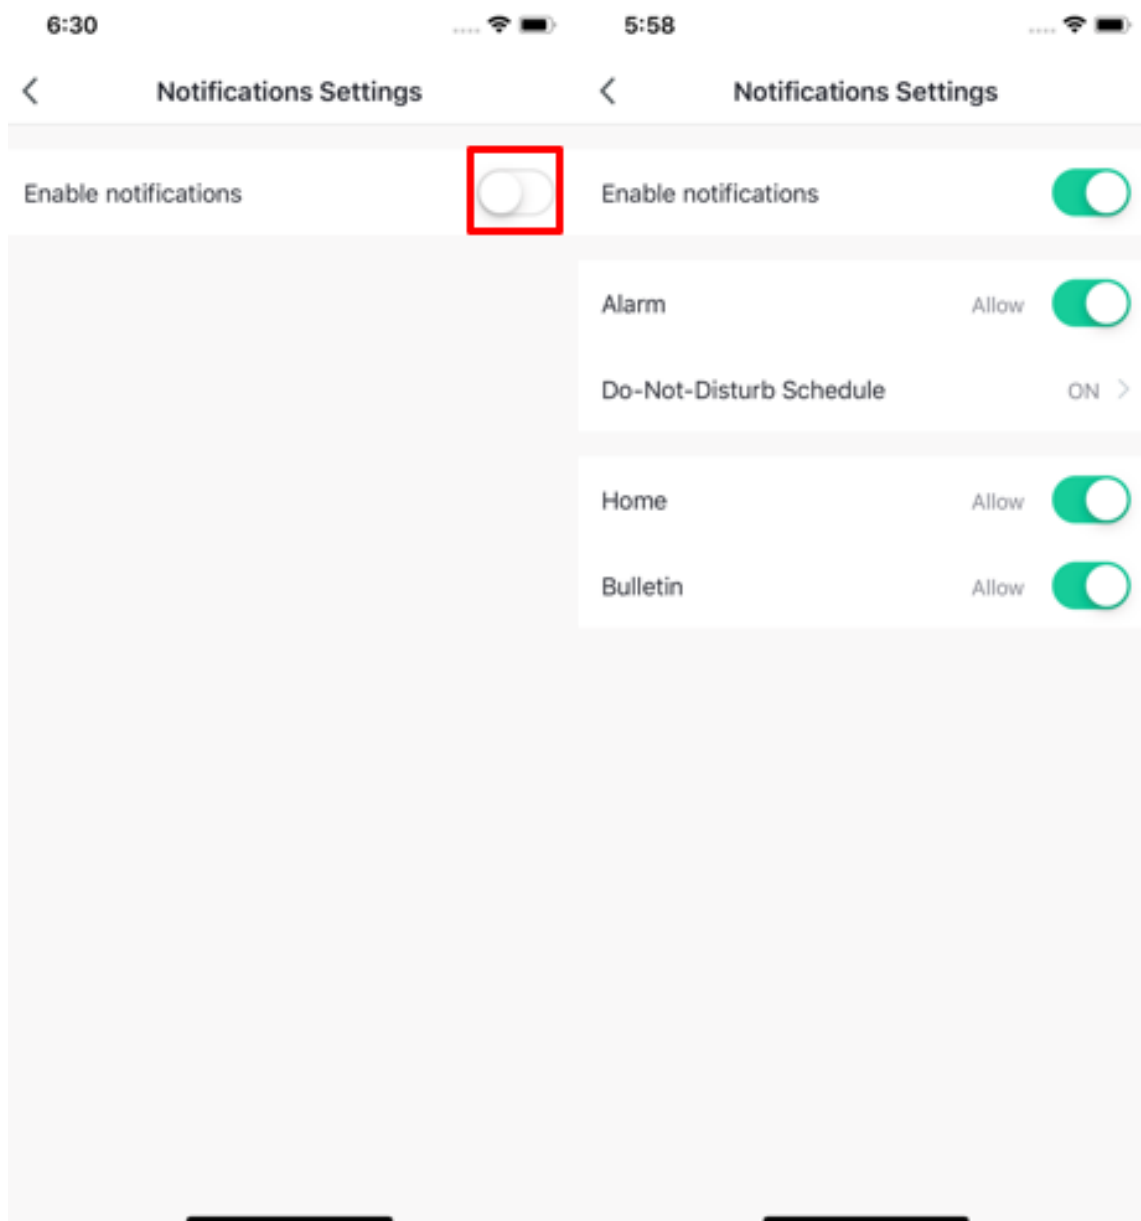 6:30
Notifications Settings
Enable notifications
5:58
Notifications Settings
Enable notifications
Alarm Allow
Do-Not-Disturb Schedule ON
Home Allow
Bulletin Allow